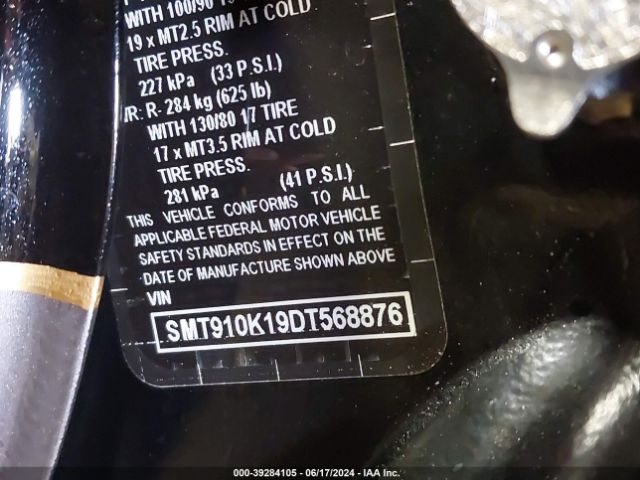 WITH 100/90
19 x MT2.5 RIM AT COLD
TIRE PRESS.
227 kPa (33 P.S.I.)
/R: R- 284 kg (625 lb)
WITH 130/80 17 TIRE
17 x MT3.5 RIM AT COLD
TIRE PRESS.
281 kPa (41 P.S.I.)
THIS VEHICLE CONFORMS TO ALL
APPLICABLE FEDERAL MOTOR VEHICLE
SAFETY STANDARDS IN EFFECT ON THE
DATE OF MANUFACTURE SHOWN ABOVE
VIN
SMT910K19DT568876
000-39284105 - 06/17/2024 - IAA Inc.